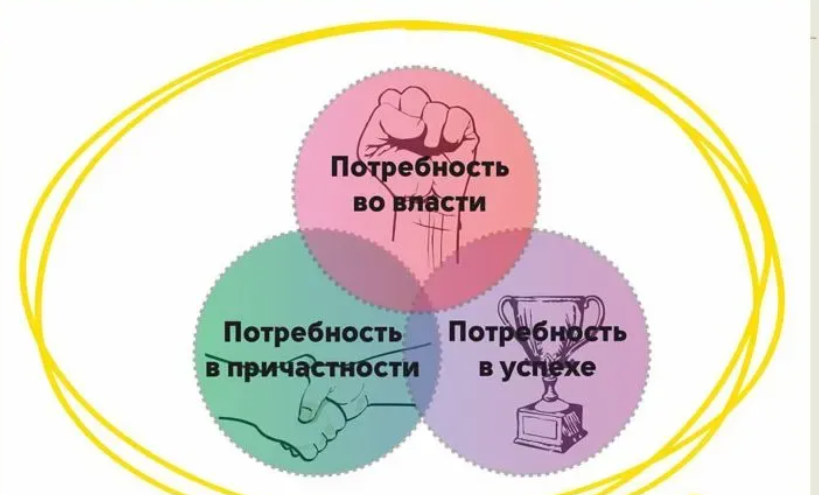 Потребность
во власти
Потребность
в причастности
Потребность
в успехе